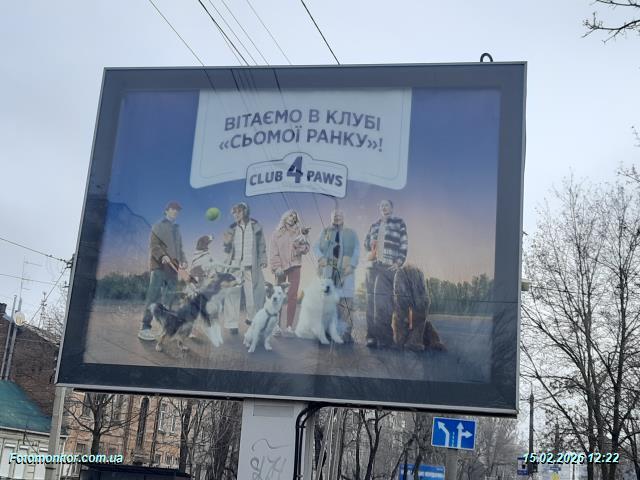 ВІТАЄМО В КЛУБІ
«СЬОМОЇ РАНКУ»!
CLUB 4 PAWS
Fotomonitor.com.ua
15.02.2026 12:22